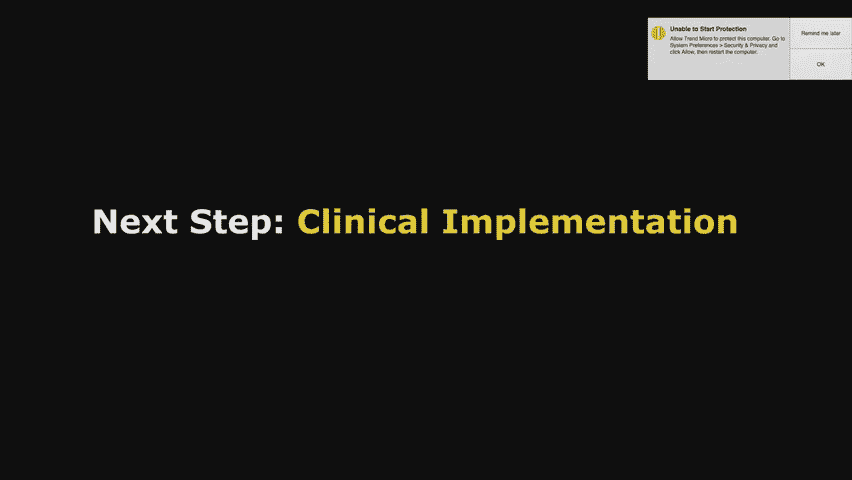 Unable to Start Protection
Allow Trend Micro to protect this computer. Go to
System Preferences > Security & Privacy and
click Allow, then restart the computer.
Remind me later
OK
Next Step: Clinical Implementation